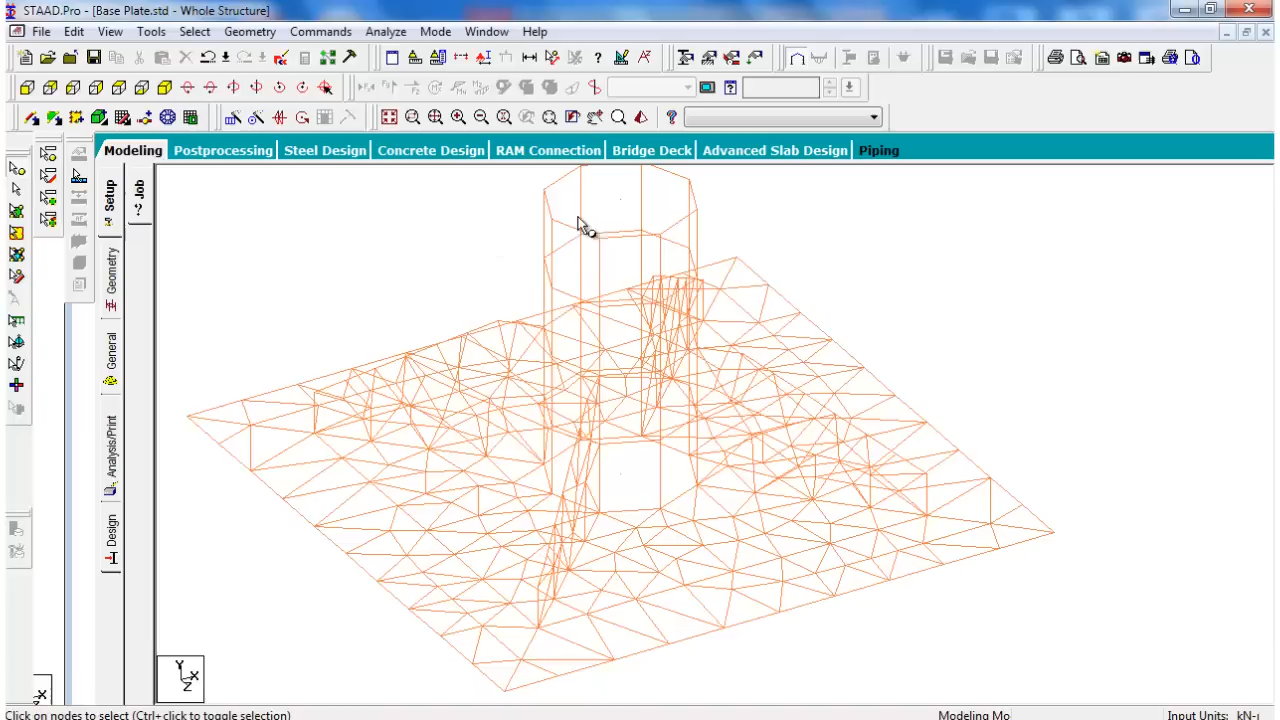 STAAD.Pro - [Base Plate.std - Whole Structure]
File Edit View Tools Select Geometry Commands Analyze Mode Window Help
Modeling Postprocessing Steel Design Concrete Design RAM Connection Bridge Deck Advanced Slab Design Piping
Setup
Job
Geometry
General
Analysis/Print
Design
Y
X
Z
X
Click on nodes to select (Ctrl+click to toggle selection)
Modeling Mo
Input Units: